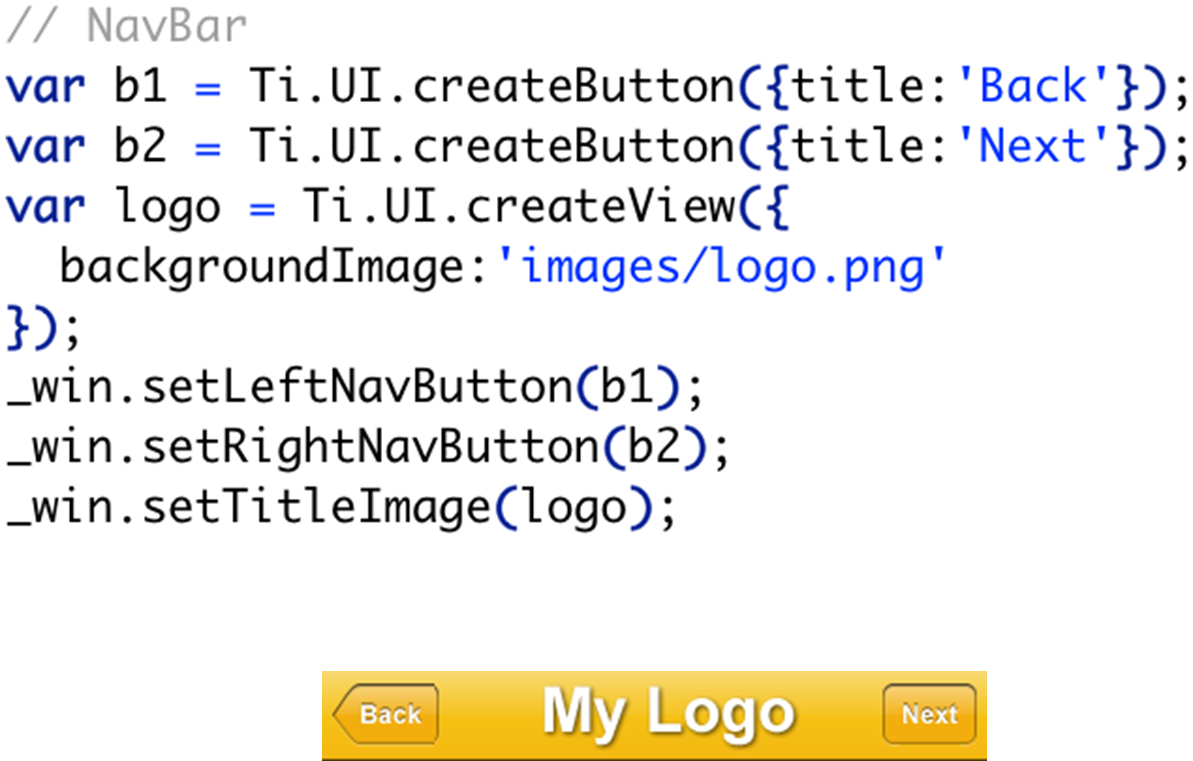 // NavBar
var b1 = Ti.UI.createButton({title:'Back'});
var b2 = Ti.UI.createButton({title:'Next'});
var logo = Ti.UI.createView({
  backgroundImage:'images/logo.png'
});
_win.setLeftNavButton(b1);
_win.setRightNavButton(b2);
_win.setTitleImage(logo);
Back My Logo Next